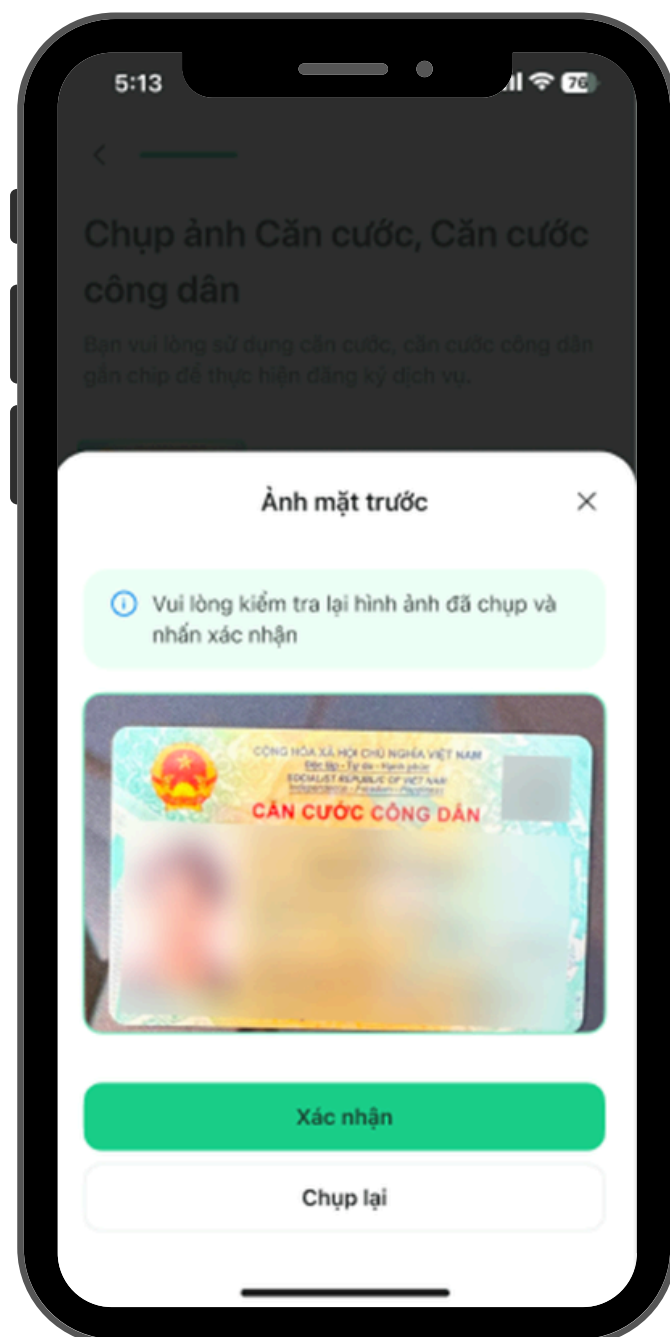 5:13
76
Chụp ảnh Căn cước, Căn cước
công dân
Bạn vui lòng sử dụng căn cước, căn cước công dân
gắn chip để thực hiện đăng ký dịch vụ.
Ảnh mặt trước
Vui lòng kiểm tra lại hình ảnh đã chụp và
nhấn xác nhận
CỘNG HÒA XÃ HỘI CHỦ NGHĨA VIỆT NAM
Độc lập - Tự do - Hạnh phúc
SOCIALIST REPUBLIC OF VIET NAM
Independence - Freedom - Happiness
CĂN CƯỚC CÔNG DÂN
Xác nhận
Chụp lại